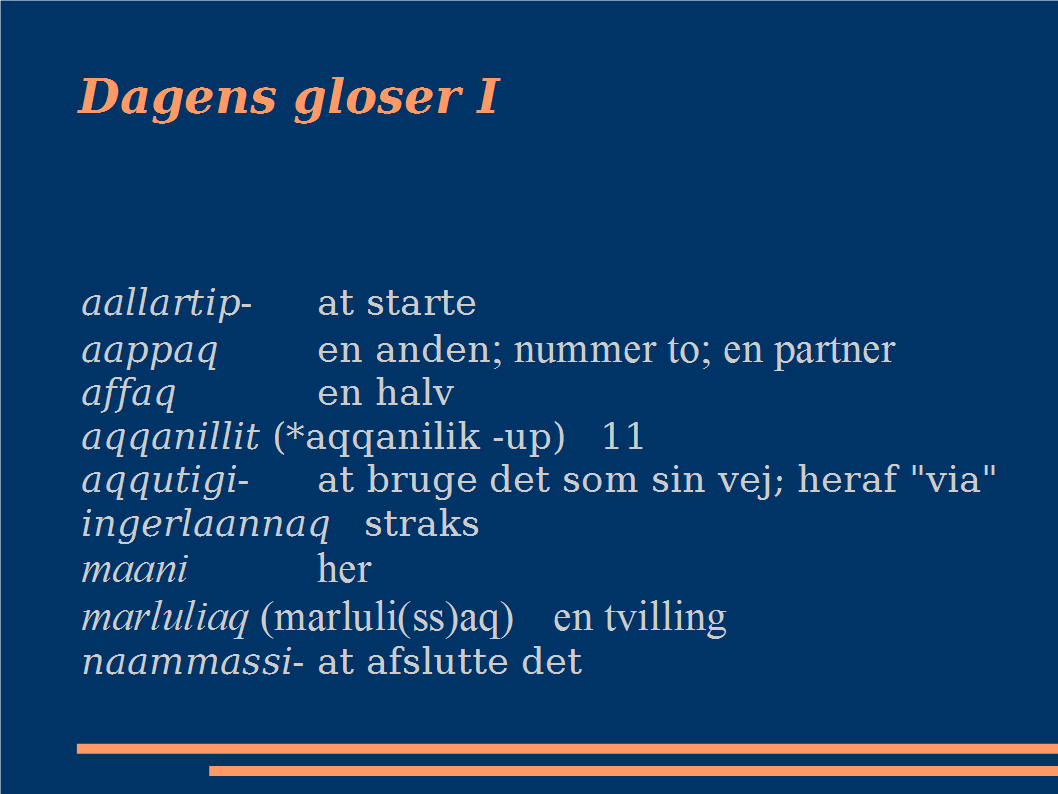 Dagens gloser I
aallartip- at starte
aappaq en anden; nummer to; en partner
affaq en halv
aqqanillit (*aqqanilik -up) 11
aqqutigi- at bruge det som sin vej; heraf "via"
ingerlaannaq straks
maani her
marluliaq (marluli(ss)aq) en tvilling
naammassi- at afslutte det